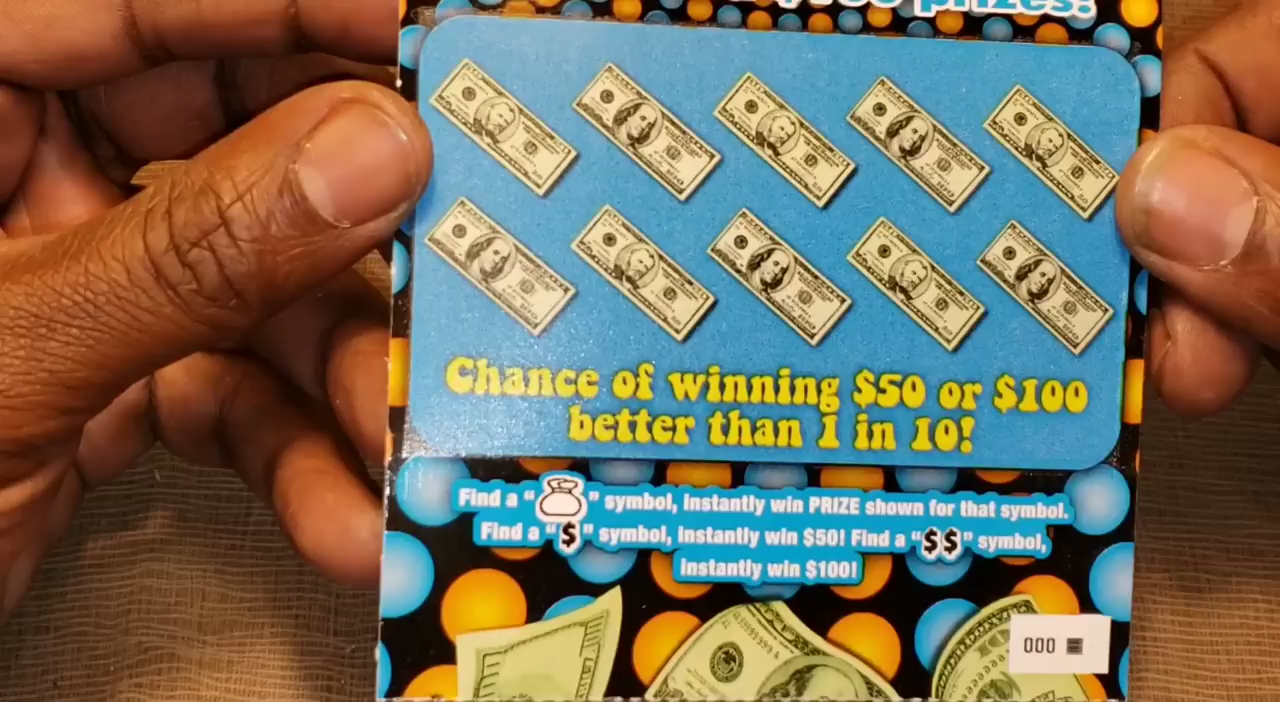 prizes!
Chance of winning $50 or $100
better than 1 in 10!
Find a " " symbol, instantly win PRIZE shown for that symbol.
Find a "$" symbol, instantly win $50! Find a "$$" symbol,
instantly win $100!
000